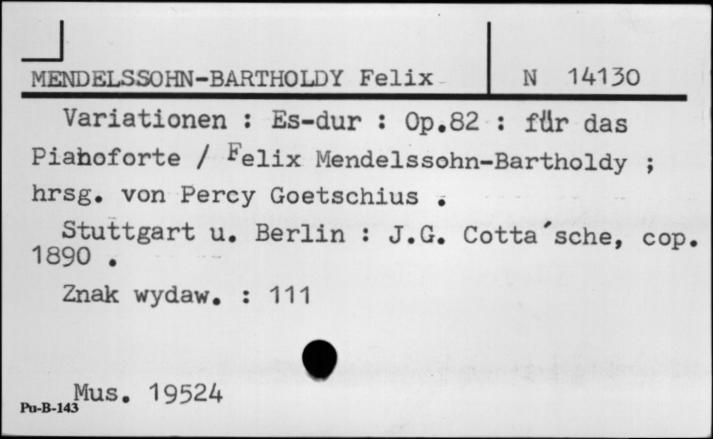 MENDELSSOHN-BARTHOLDY Felix N 14130
Variationen : Es-dur : Op.82 : für das
Pianoforte / Felix Mendelssohn-Bartholdy ;
hrsg. von Percy Goetschius .
Stuttgart u. Berlin : J.G. Cotta´sche, cop.
1890 .
Znak wydaw. : 111
Mus. 19524
Pu-B-143